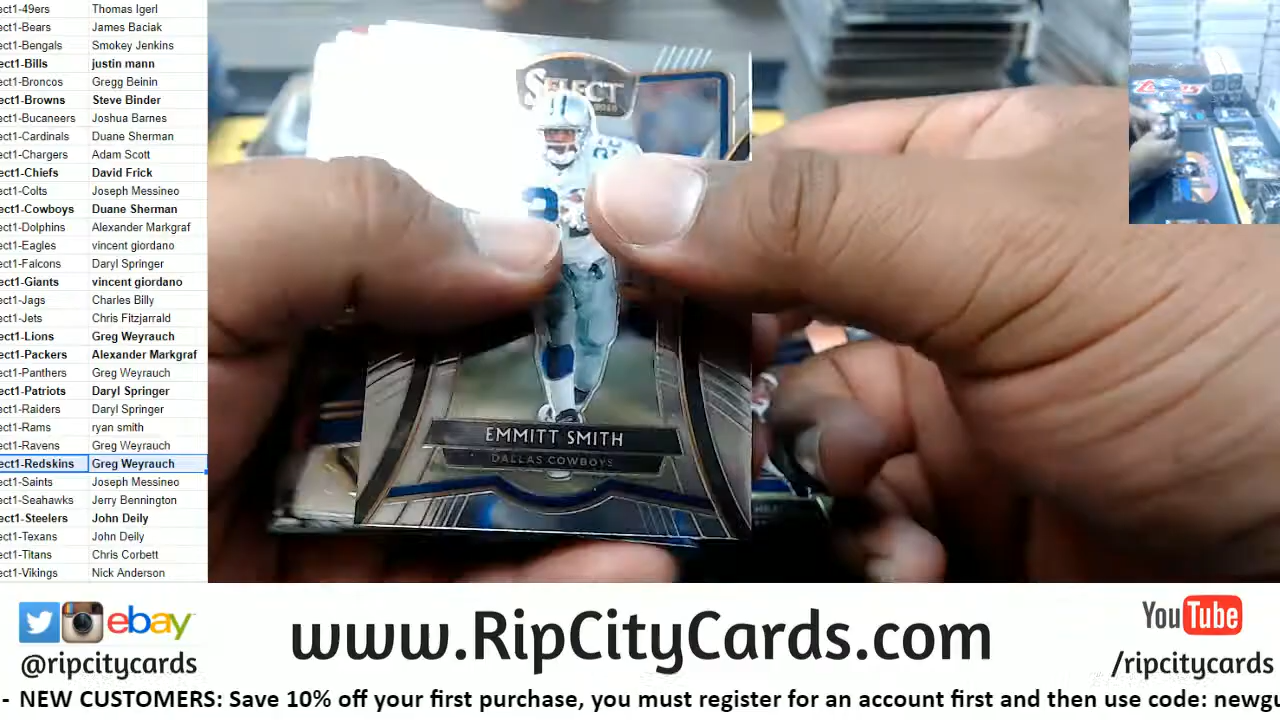 ect1-49ers Thomas Igerl
ect1-Bears James Baciak
ect1-Bengals Smokey Jenkins
ect1-Bills justin mann
ect1-Broncos Gregg Beinin
ect1-Browns Steve Binder
ect1-Bucaneers Joshua Barnes
ect1-Cardinals Duane Sherman
ect1-Chargers Adam Scott
ect1-Chiefs David Frick
ect1-Colts Joseph Messineo
ect1-Cowboys Duane Sherman
ect1-Dolphins Alexander Markgraf
ect1-Eagles vincent giordano
ect1-Falcons Daryl Springer
ect1-Giants vincent giordano
ect1-Jags Charles Billy
ect1-Jets Chris Fitzjarrald
ect1-Lions Greg Weyrauch
ect1-Packers Alexander Markgraf
ect1-Panthers Greg Weyrauch
ect1-Patriots Daryl Springer
ect1-Raiders Daryl Springer
ect1-Rams ryan smith
ect1-Ravens Greg Weyrauch
ect1-Redskins Greg Weyrauch
ect1-Saints Joseph Messineo
ect1-Seahawks Jerry Bennington
ect1-Steelers John Deily
ect1-Texans John Deily
ect1-Titans Chris Corbett
ect1-Vikings Nick Anderson
SELECT
EMMITT SMITH
DALLAS COWBOYS
ebay
@ripcitycards
www.RipCityCards.com
YouTube
/ripcitycards
- NEW CUSTOMERS: Save 10% off your first purchase, you must register for an account first and then use code: newgu